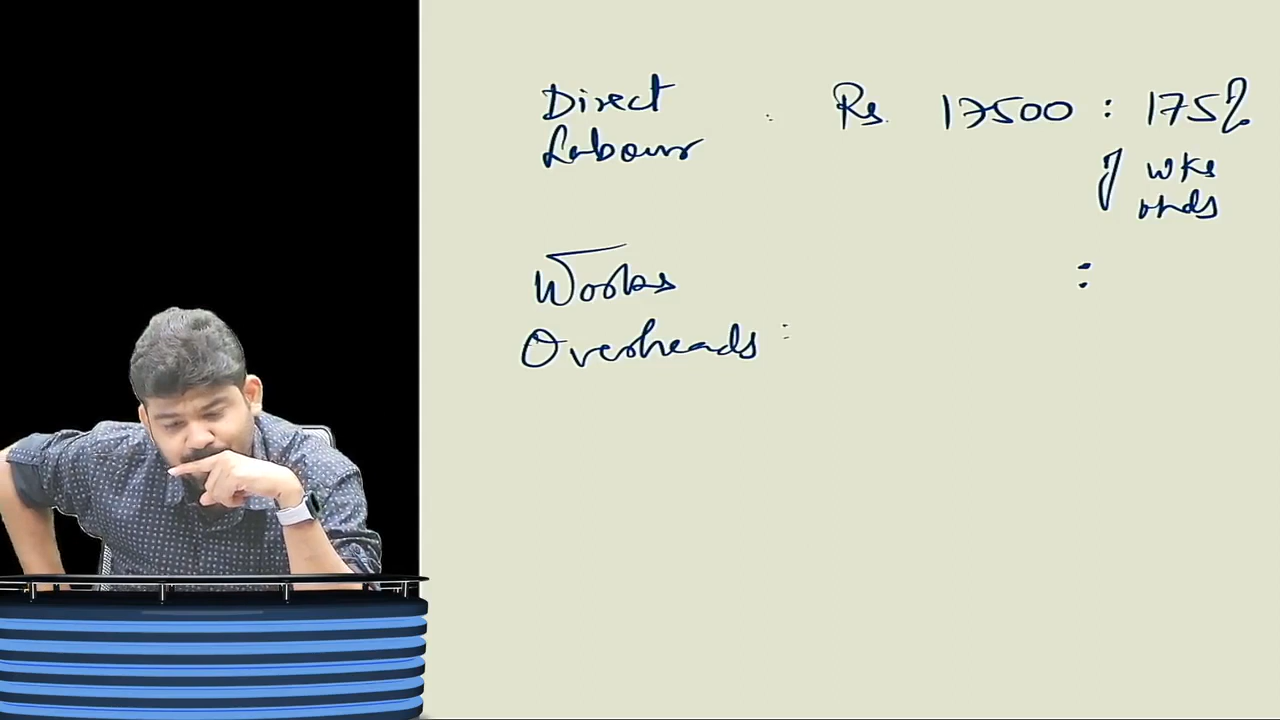 Direct : Rs. 17500 : 175%
Labour of wks
ohds
Works :
Overheads :